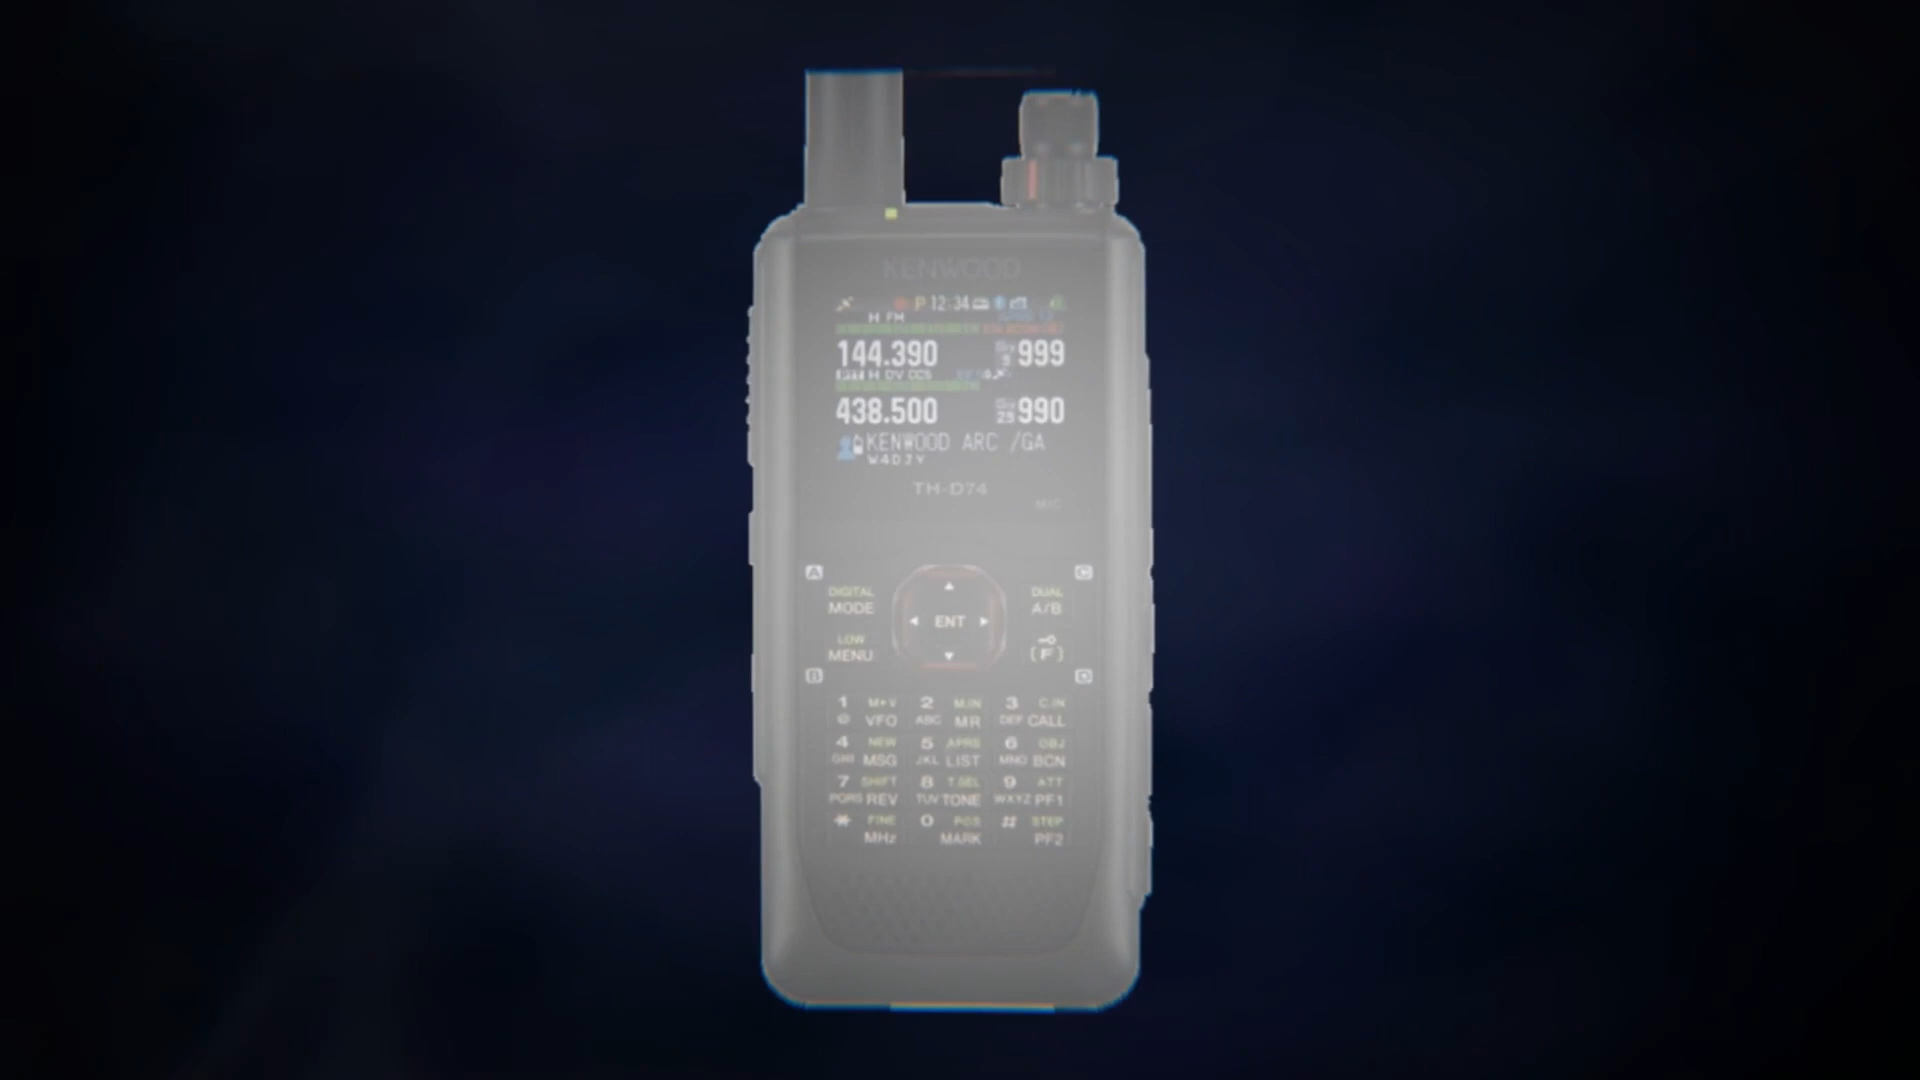 KENWOOD
P 12:34
H FM
144.390 999
H DV CCS
438.500 25 990
KENWOOD ARC /GA
W4DJY
TH-D74
MIC
A C
DIGITAL DUAL
MODE ENT A/B
LOW
MENU (F)
B D
1 M▸V 2 M.IN 3 C.IN
@ VFO ABC MR DEF CALL
4 NEW 5 APRS 6 OBJ
GHI MSG JKL LIST MNO BCN
7 SHIFT 8 T.SEL 9 ATT
PQRS REV TUV TONE WXYZ PF1
* FINE 0 POS # STEP
MHz MARK PF2